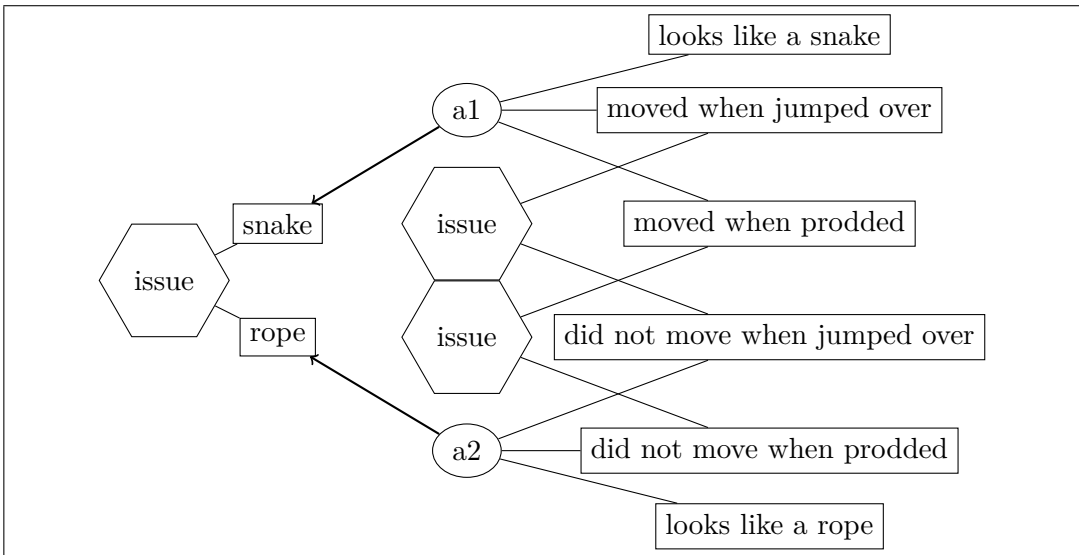 looks like a snake
a1
moved when jumped over
issue
snake
moved when prodded
issue
rope
issue
did not move when jumped over
a2
did not move when prodded
looks like a rope